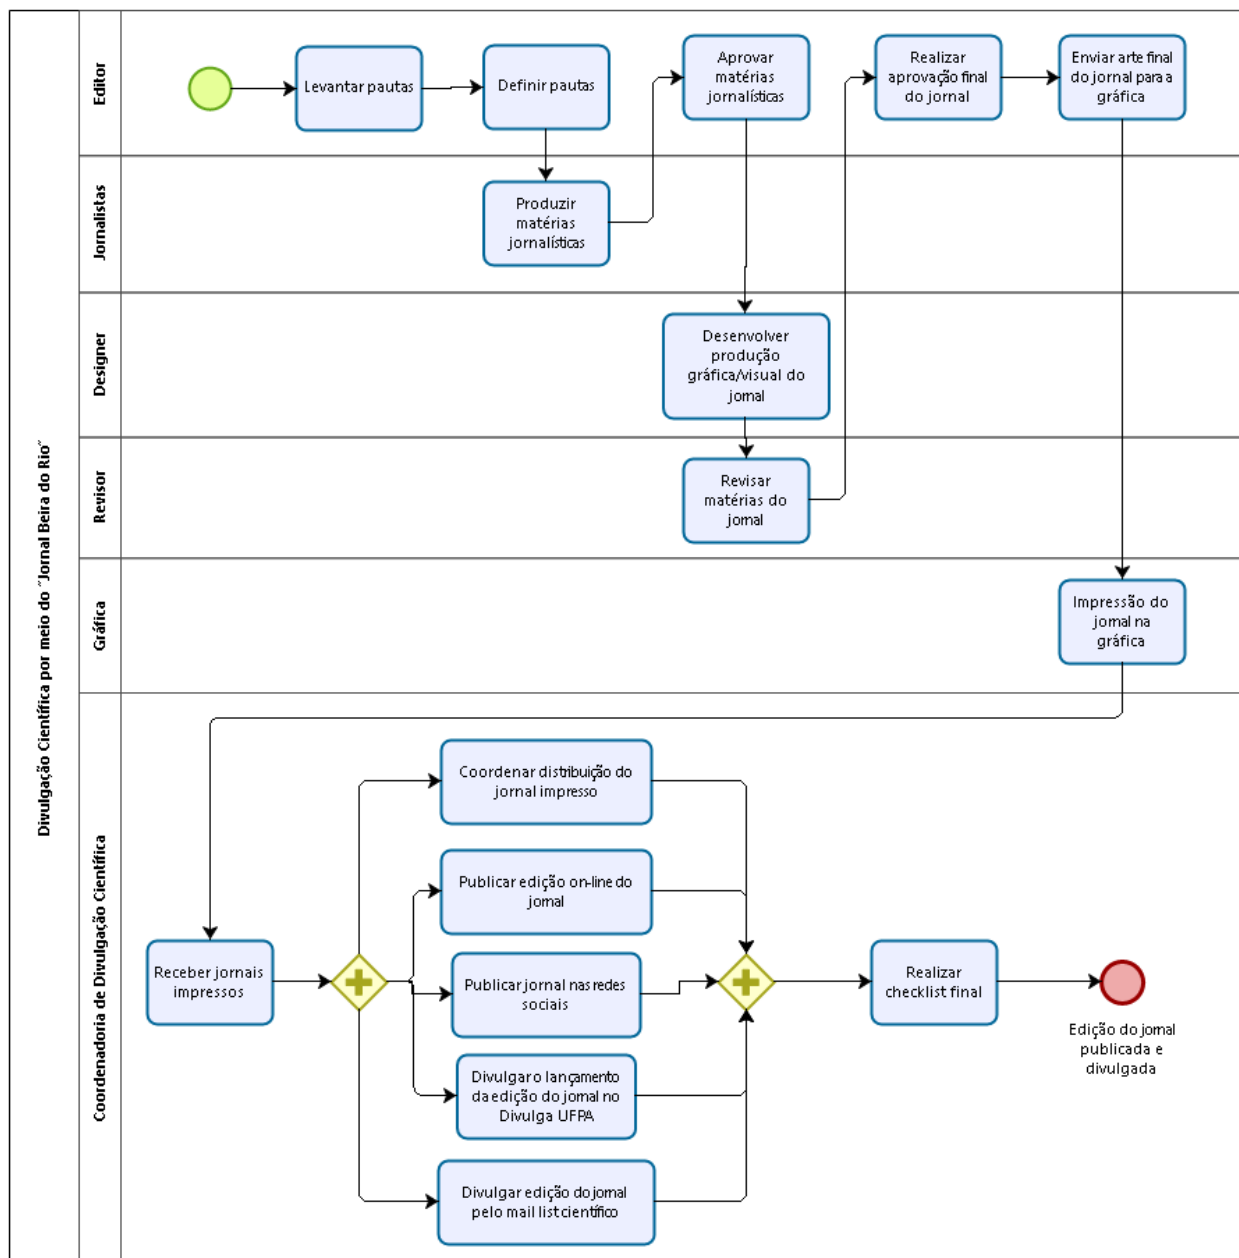 Divulgação Científica por meio do "Jornal Beira do Rio"
Editor
Levantar pautas
Definir pautas
Aprovar
matérias
jornalísticas
Realizar
aprovação final
do jornal
Enviar arte final
do jornal para a
gráfica
Jornalistas
Produzir
matérias
jornalísticas
Designer
Desenvolver
produção
gráfica/visual do
jornal
Revisor
Revisar
matérias do
jornal
Gráfica
Impressão do
jornal na
gráfica
Coordenadoria de Divulgação Científica
Receber jornais
impressos
Coordenar distribuição do
jornal impresso
Publicar edição on-line do
jornal
Publicar jornal nas redes
sociais
Divulgar o lançamento
da edição do jornal no
Divulga UFPA
Divulgar edição do jornal
pelo mail list científico
Realizar
checklist final
Edição do jornal
publicada e
divulgada